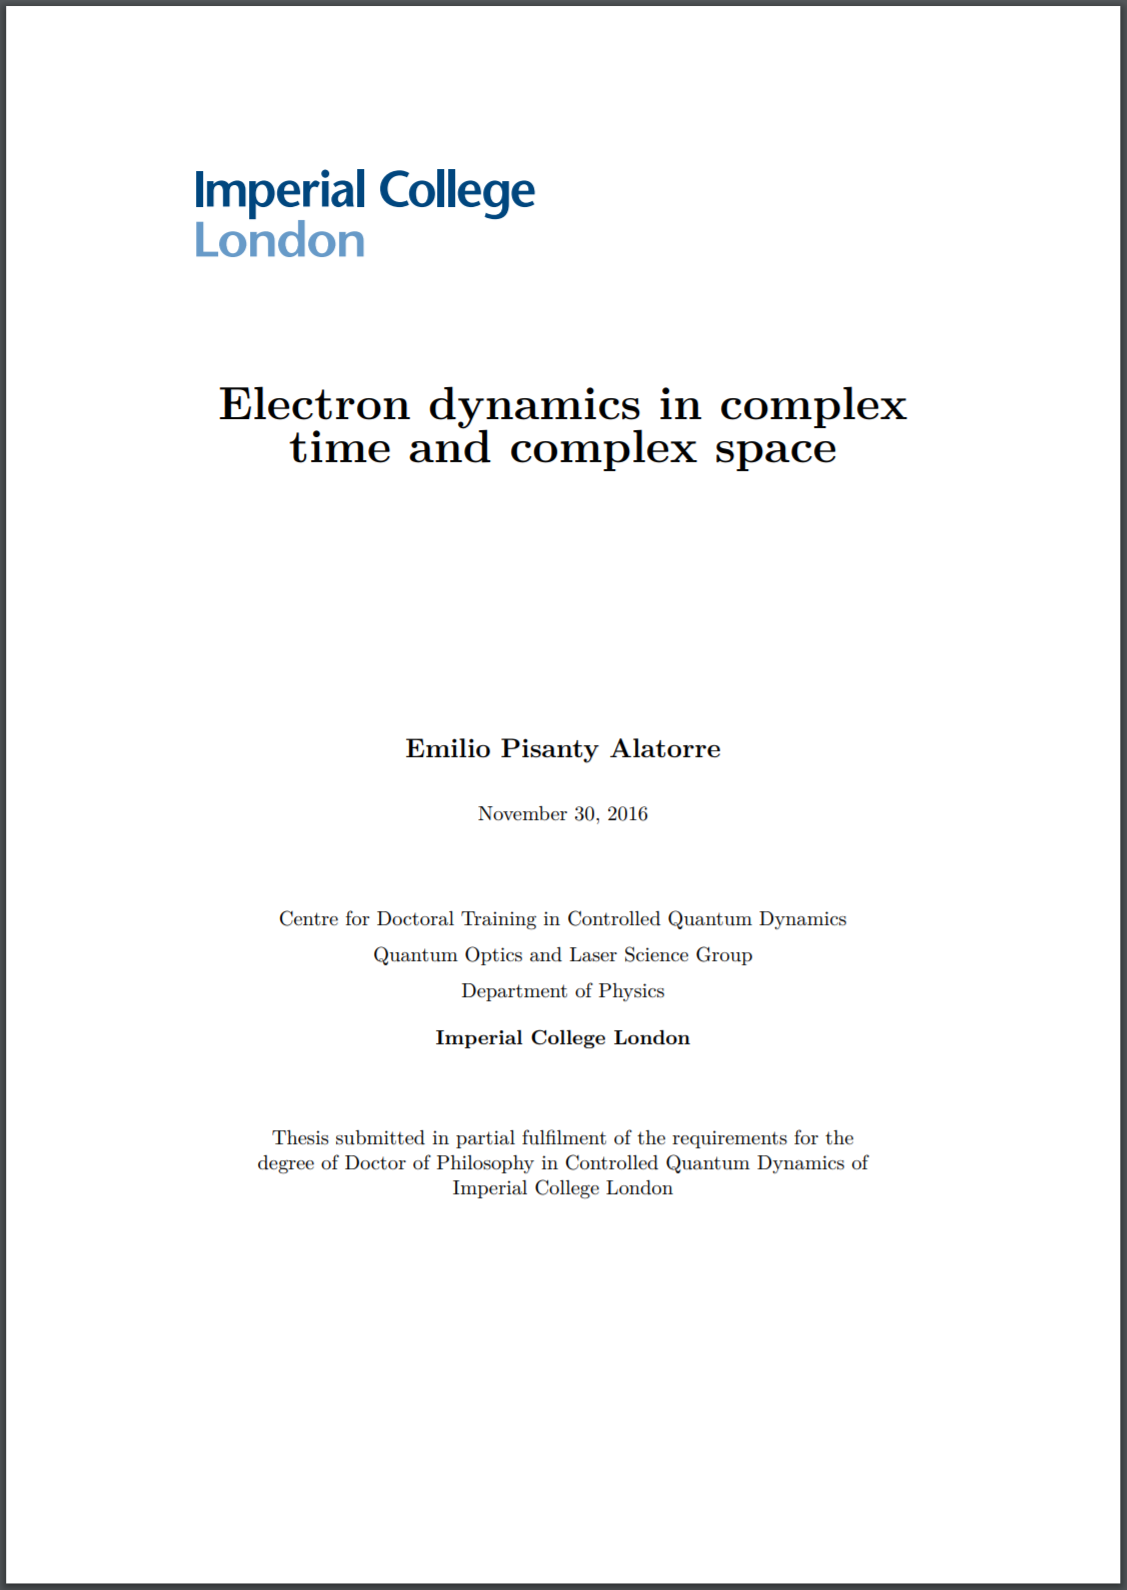 Imperial College
London
Electron dynamics in complex
time and complex space
Emilio Pisanty Alatorre
November 30, 2016
Centre for Doctoral Training in Controlled Quantum Dynamics
Quantum Optics and Laser Science Group
Department of Physics
Imperial College London
Thesis submitted in partial fulfilment of the requirements for the
degree of Doctor of Philosophy in Controlled Quantum Dynamics of
Imperial College London